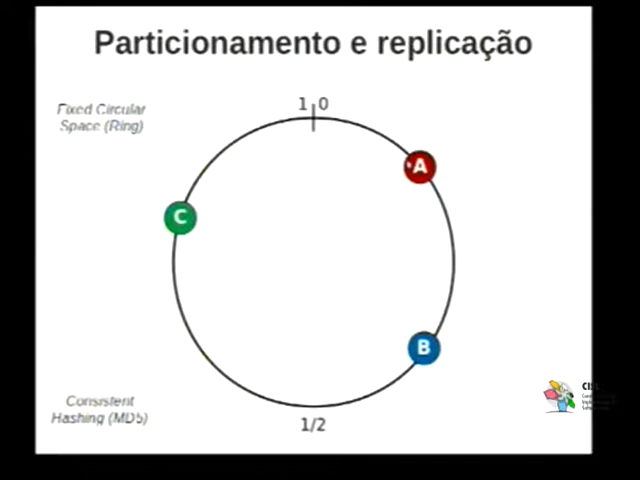 Particionamento e replicação
Fixed Circular
Space (Ring)
1 0
A
C
B
Consistent
Hashing (MD5)
1/2